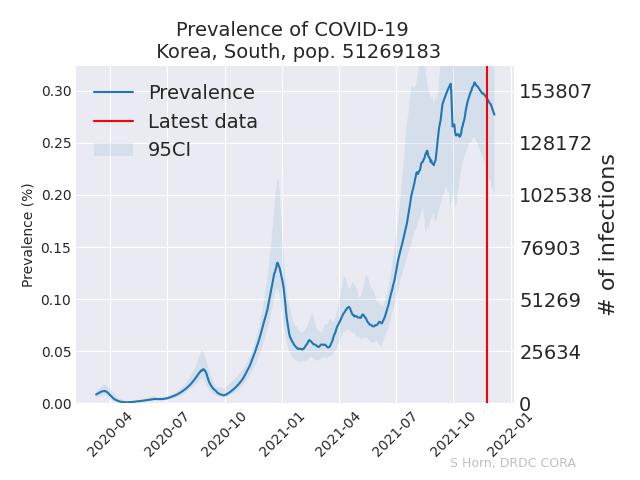 Prevalence of COVID-19
Korea, South, pop. 51269183
Prevalence
Latest data
95CI
Prevalence (%)
0.30
0.25
0.20
0.15
0.10
0.05
0.00
153807
128172
102538
76903
51269
25634
0
# of infections
2020-04
2020-07
2020-10
2021-01
2021-04
2021-07
2021-10
2022-01
S Horn, DRDC CORA